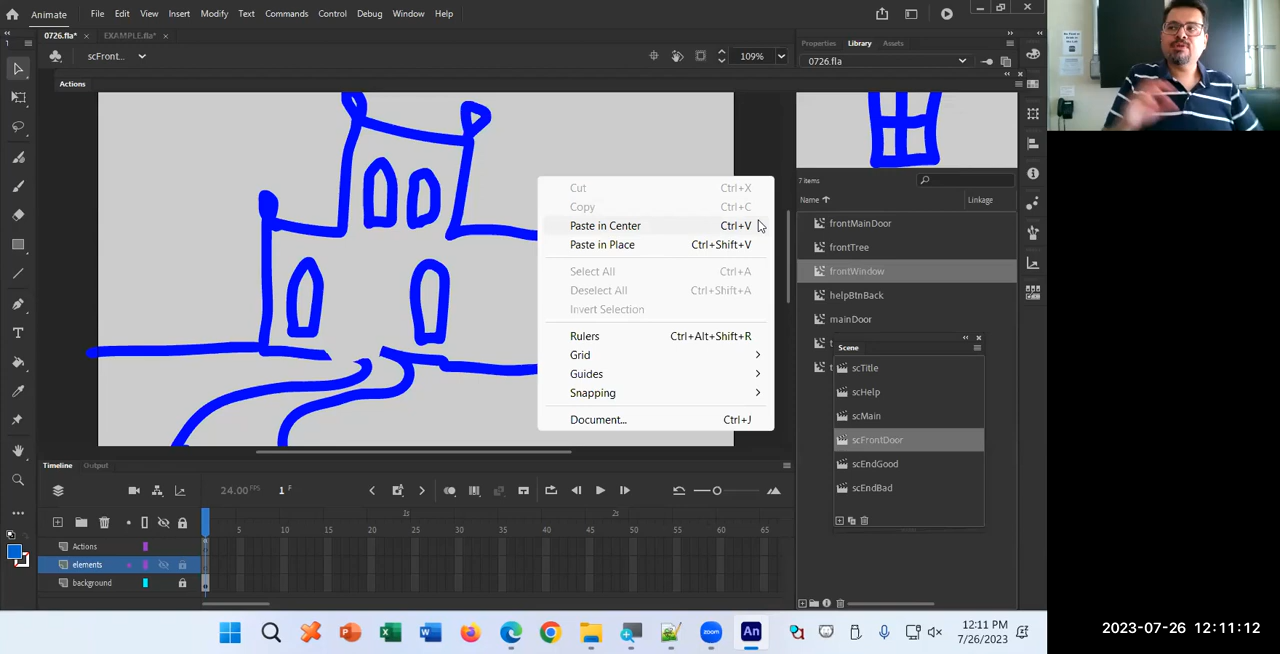 Animate File Edit View Insert Modify Text Commands Control Debug Window Help
0726.fla* × EXAMPLE.fla* ×
scFront...
109%
Actions
Properties Library Assets
0726.fla
7 items
Name Linkage
frontMainDoor
frontTree
frontWindow
helpBtnBack
mainDoor
Scene
scTitle
scHelp
scMain
scFrontDoor
scEndGood
scEndBad
Cut Ctrl+X
Copy Ctrl+C
Paste in Center Ctrl+V
Paste in Place Ctrl+Shift+V
Select All Ctrl+A
Deselect All Ctrl+Shift+A
Invert Selection
Rulers Ctrl+Alt+Shift+R
Grid
Guides
Snapping
Document... Ctrl+J
Timeline Output
24.00 FPS 1 F
1s 2s
5 10 15 20 25 30 35 40 45 50 55 60 65
Actions
elements
background
12:11 PM
7/26/2023
2023-07-26 12:11:12